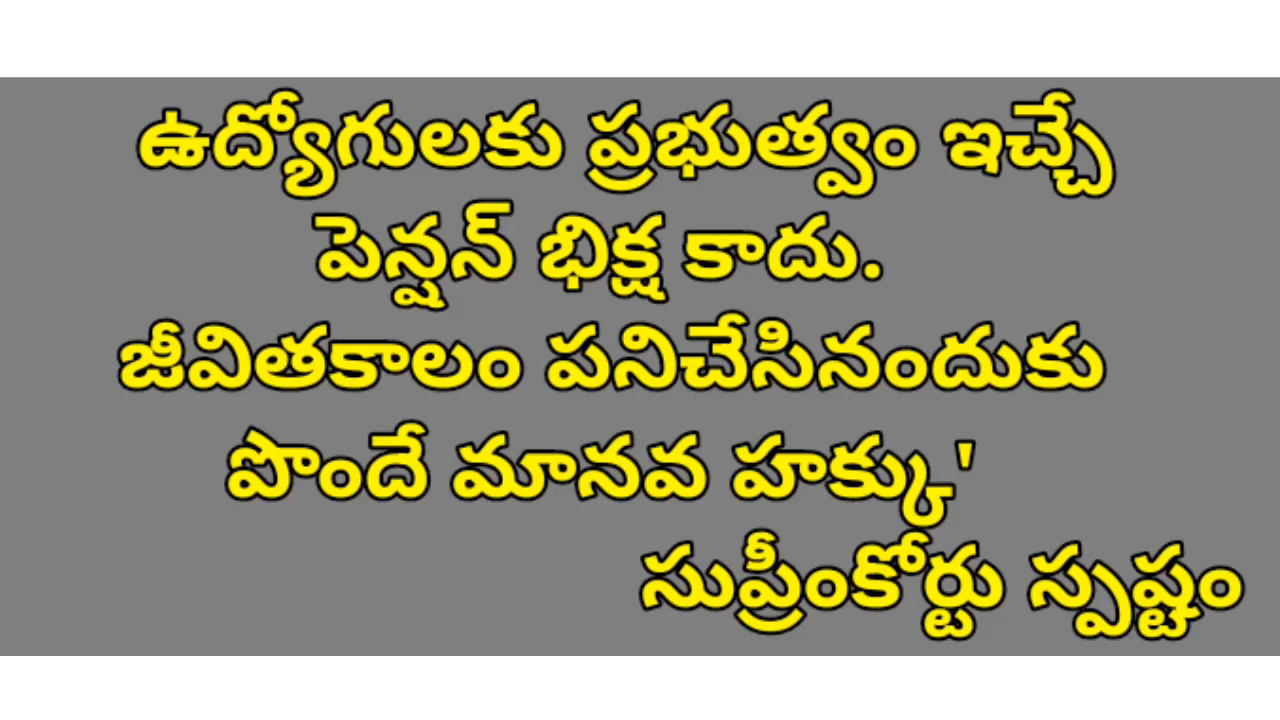 ఉద్యోగులకు ప్రభుత్వం ఇచ్చే
పెన్షన్ భిక్ష కాదు.
జీవితకాలం పనిచేసినందుకు
పొందే మానవ హక్కు'
సుప్రీంకోర్టు స్పష్టం